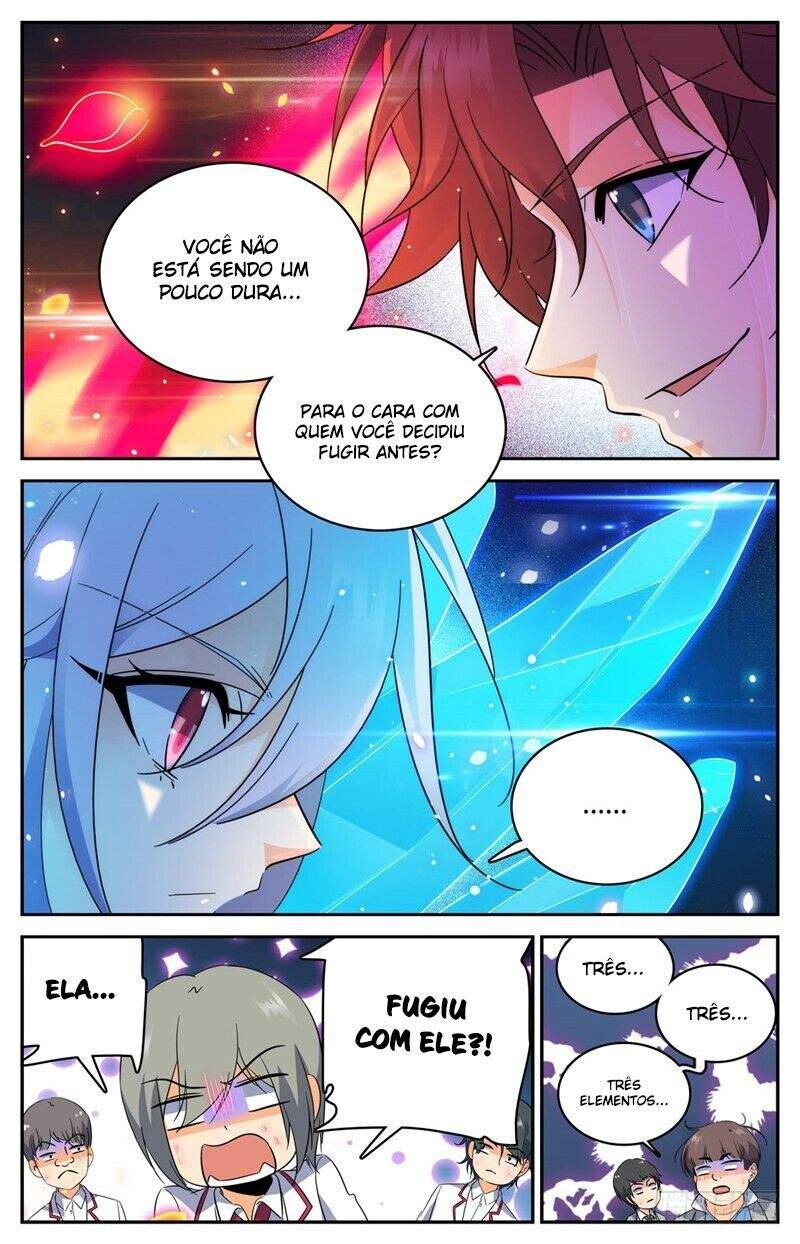 VOCÊ NÃO
ESTÁ SENDO UM
POUCO DURA...
PARA O CARA COM
QUEM VOCÊ DECIDIU
FUGIR ANTES?
......
ELA...
FUGIU
COM ELE?!
TRÊS...
TRÊS...
TRÊS
ELEMENTOS...